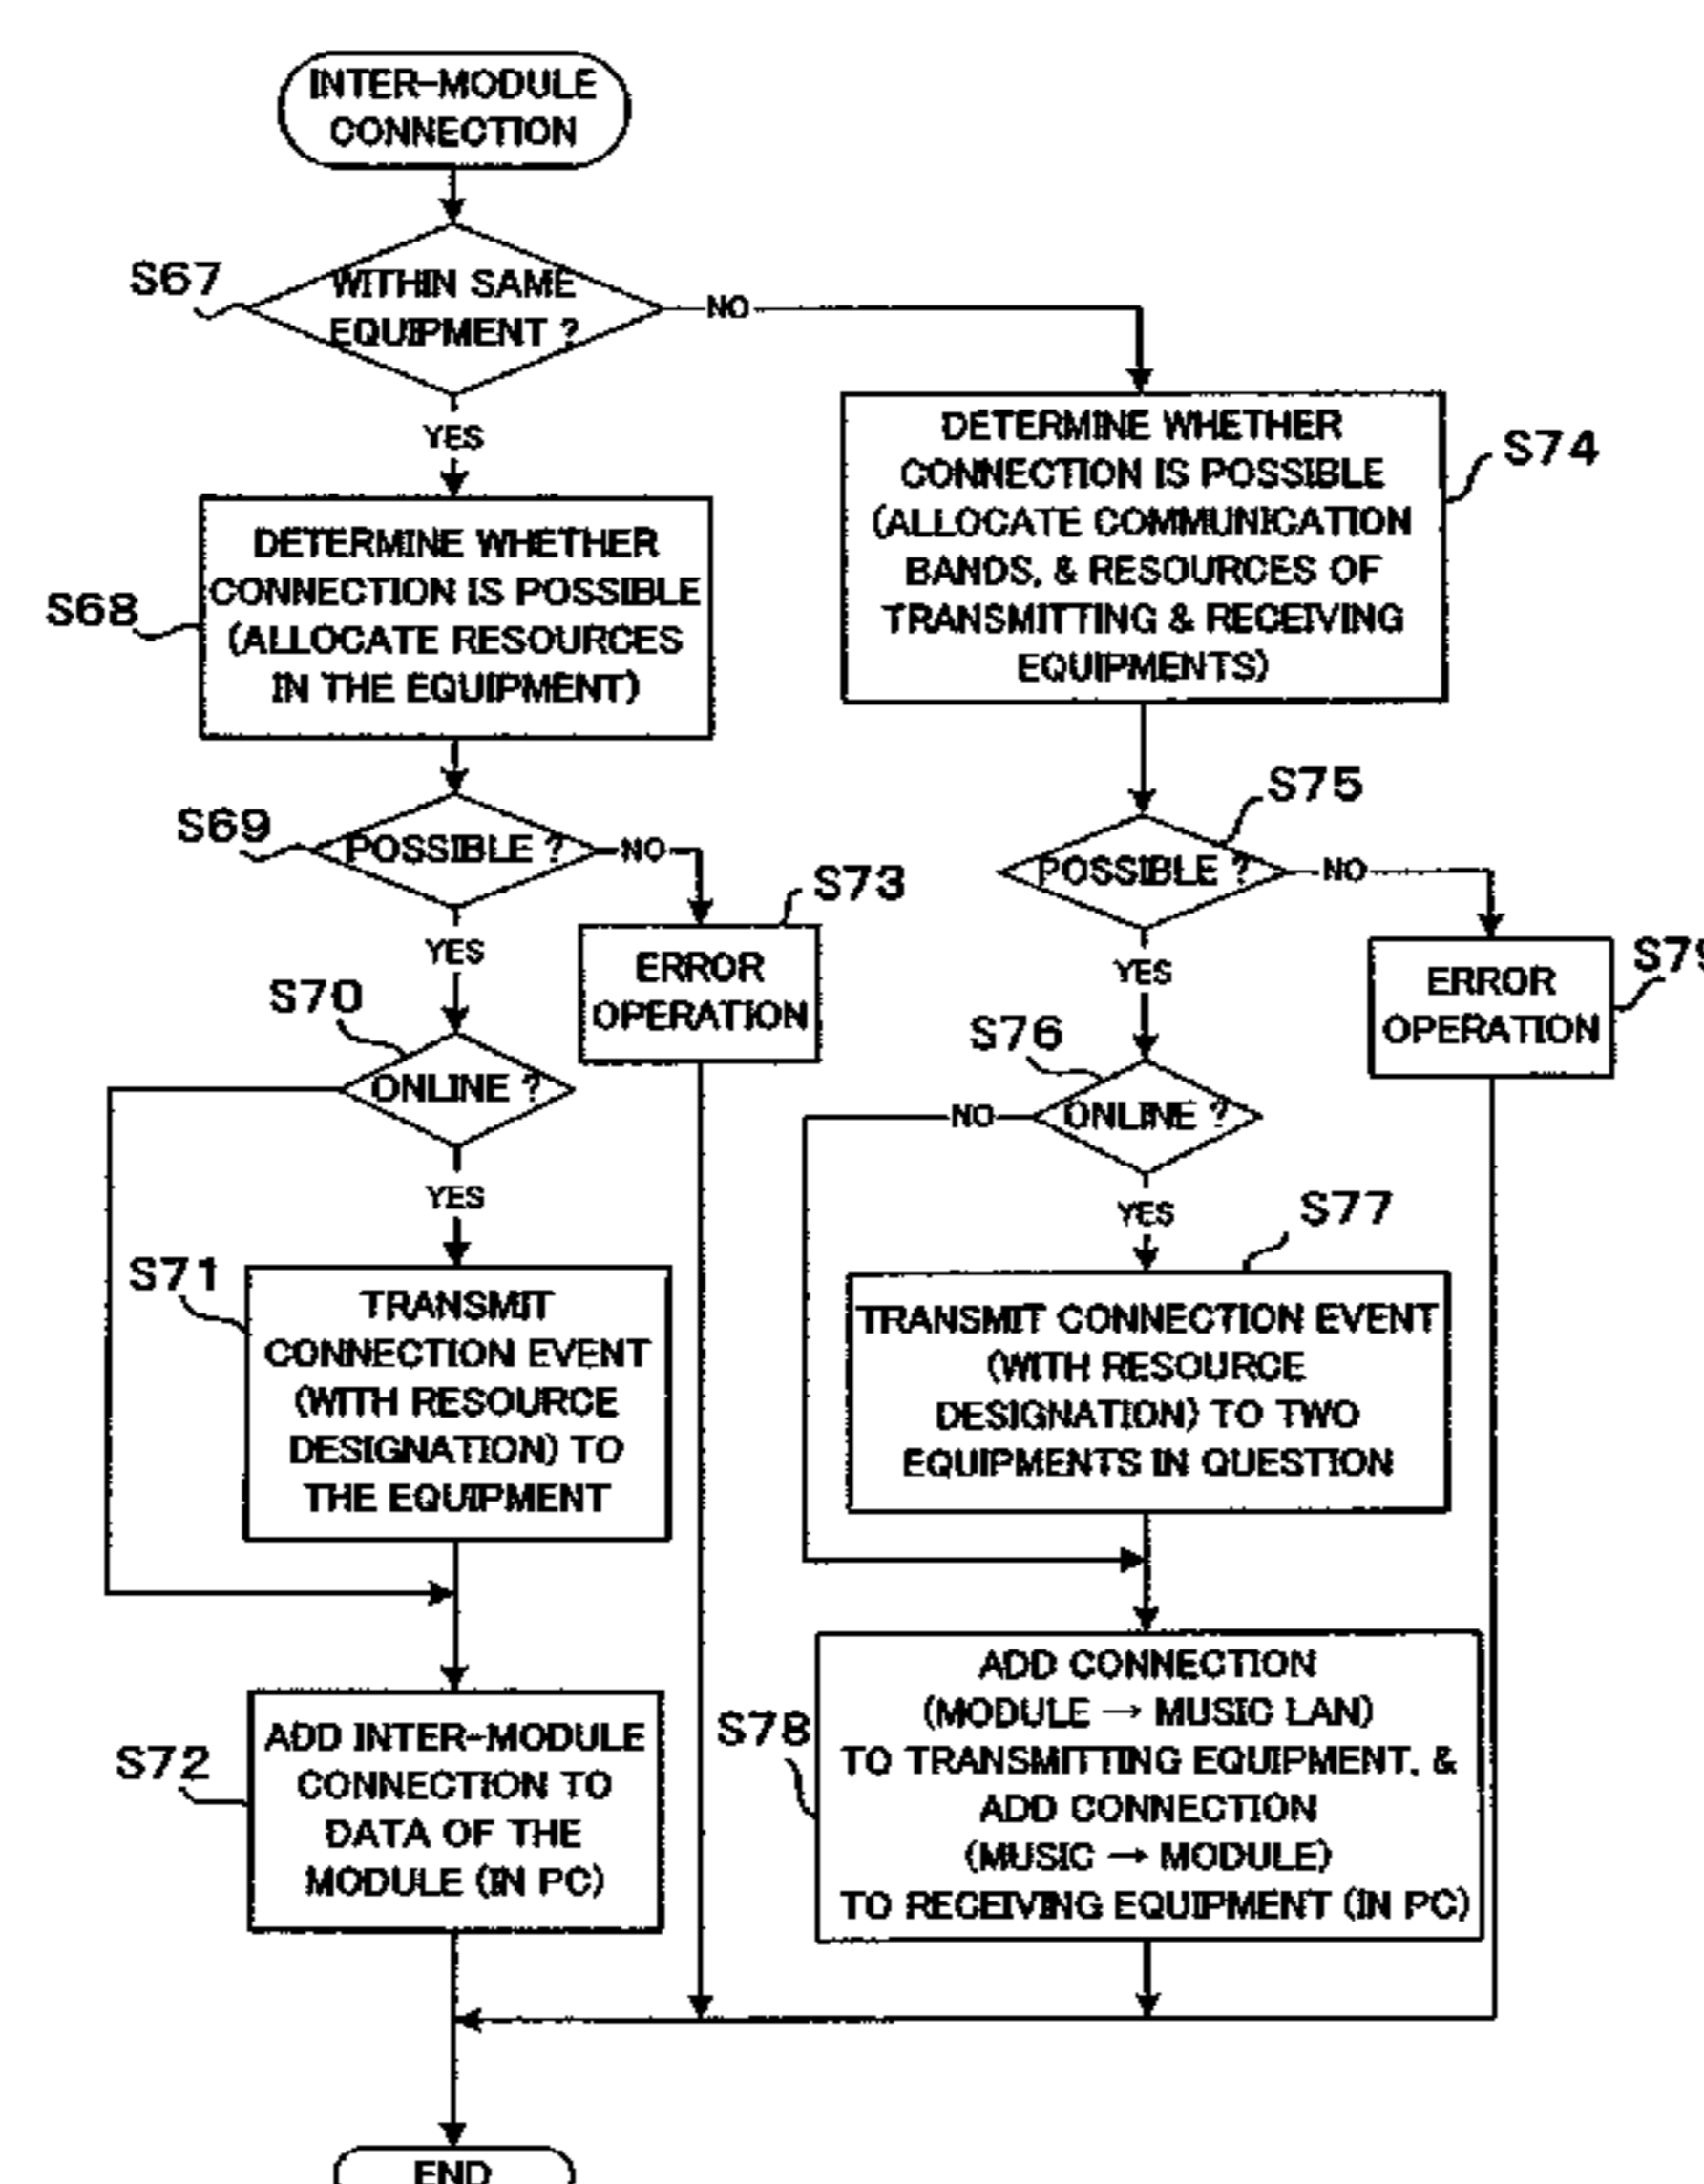 INTER-MODULE
CONNECTION
S67
WITHIN SAME
EQUIPMENT ?
NO
YES
S68
DETERMINE WHETHER
CONNECTION IS POSSIBLE
(ALLOCATE RESOURCES
IN THE EQUIPMENT)
S69
POSSIBLE ?
NO
YES
S73
ERROR
OPERATION
S70
ONLINE ?
YES
S71
TRANSMIT
CONNECTION EVENT
(WITH RESOURCE
DESIGNATION) TO
THE EQUIPMENT
S72
ADD INTER-MODULE
CONNECTION TO
DATA OF THE
MODULE (IN PC)
S74
DETERMINE WHETHER
CONNECTION IS POSSIBLE
(ALLOCATE COMMUNICATION
BANDS, & RESOURCES OF
TRANSMITTING & RECEIVING
EQUIPMENTS)
S75
POSSIBLE ?
NO
YES
S79
ERROR
OPERATION
S76
ONLINE ?
NO
YES
S77
TRANSMIT CONNECTION EVENT
(WITH RESOURCE
DESIGNATION) TO TWO
EQUIPMENTS IN QUESTION
S78
ADD CONNECTION
(MODULE → MUSIC LAN)
TO TRANSMITTING EQUIPMENT, &
ADD CONNECTION
(MUSIC → MODULE)
TO RECEIVING EQUIPMENT (IN PC)
END